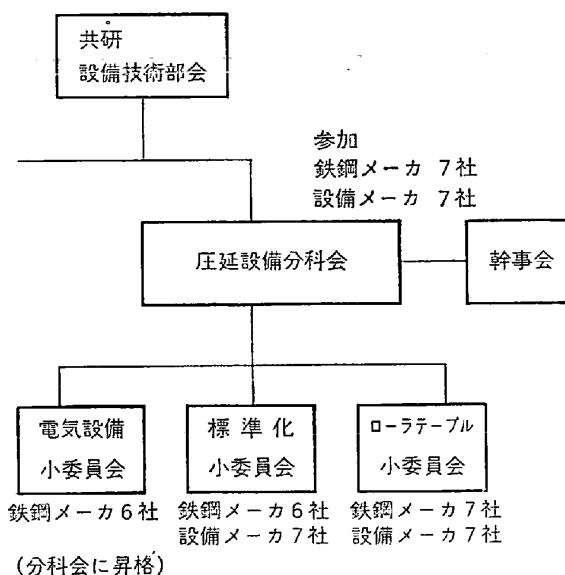 共研
設備技術部会
参加
鉄鋼メーカ 7社
設備メーカ 7社
圧延設備分科会
幹事会
電気設備
小委員会
標準化
小委員会
ローラテーブル
小委員会
鉄鋼メーカ6社
鉄鋼メーカ6社
設備メーカ7社
鉄鋼メーカ7社
設備メーカ7社
(分科会に昇格)